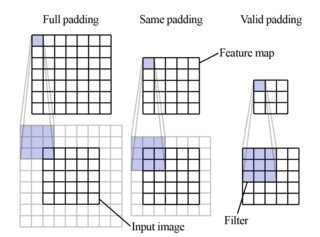 Full padding
Same padding
Valid padding
Feature map
Input image
Filter